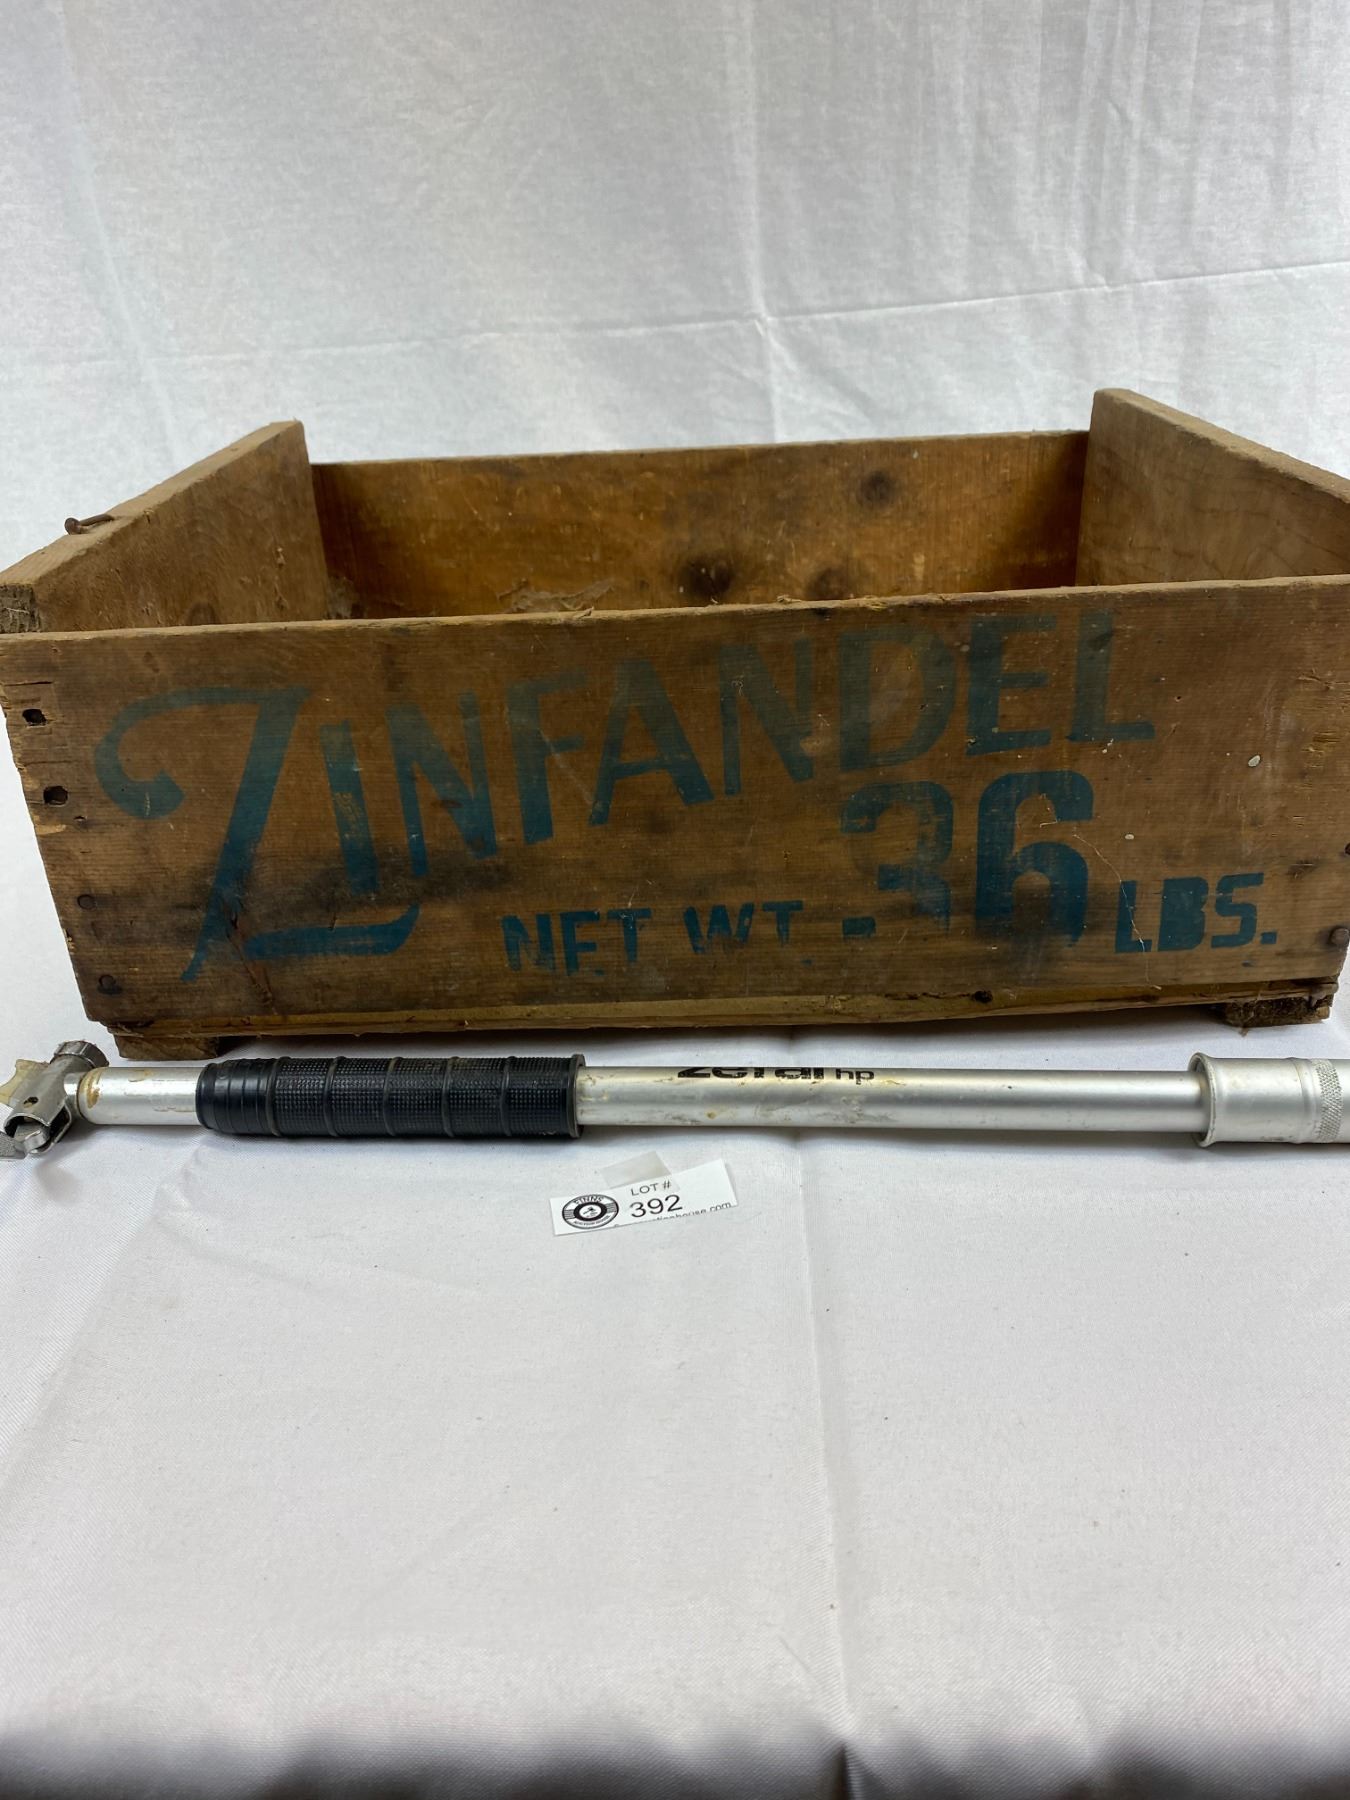 ZINFANDEL
NET WT. - 36 LBS.
zefal hp
LOT #
392